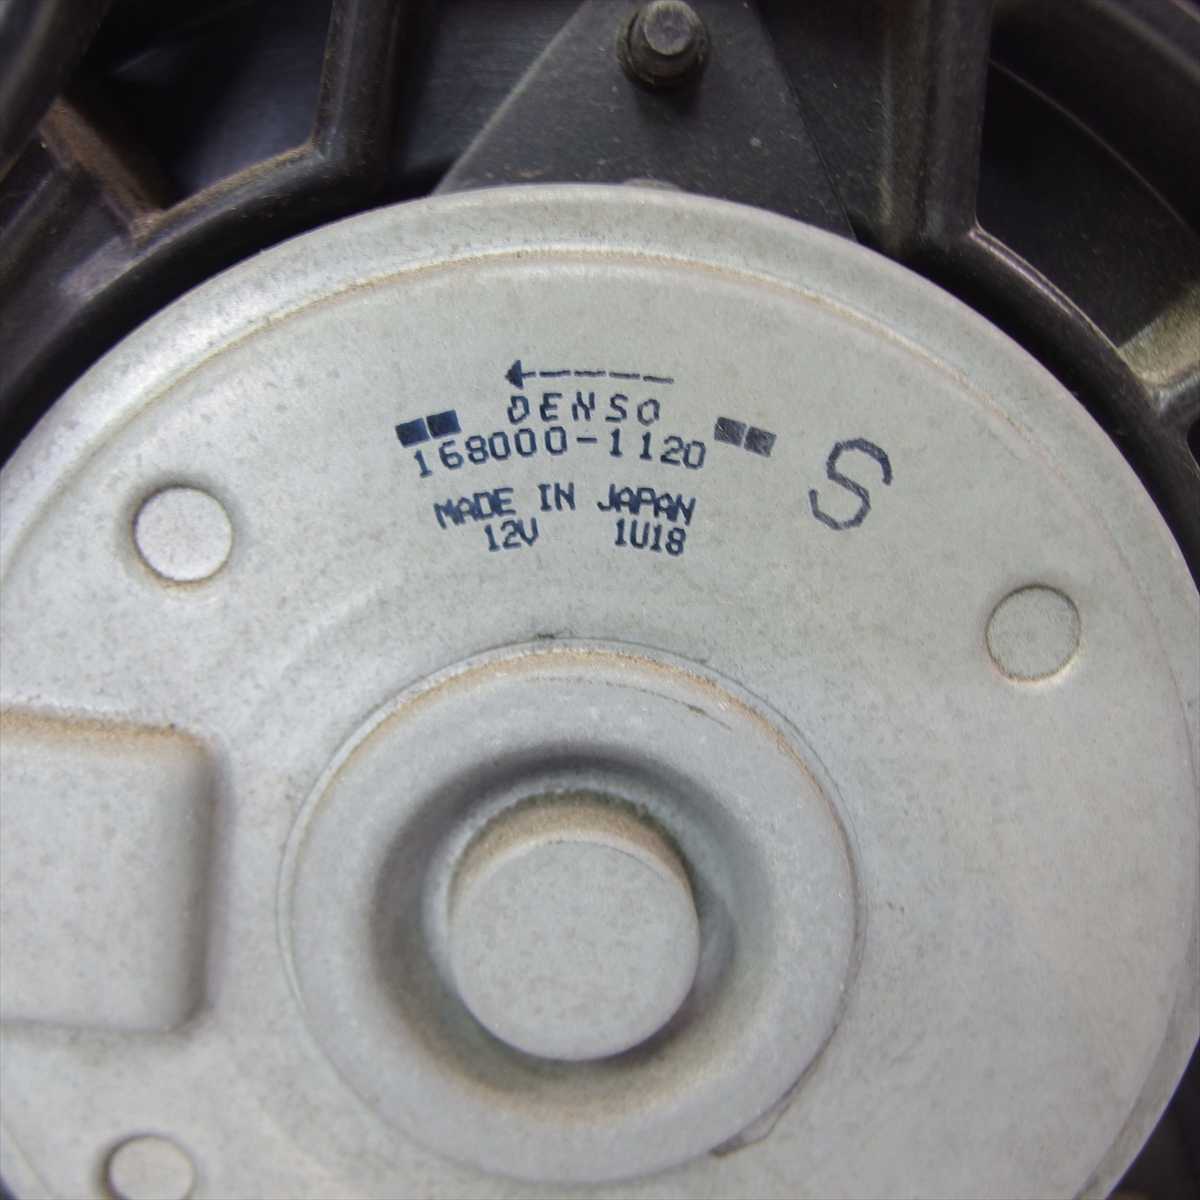 DENSO
168000-1120
S
MADE IN JAPAN
12V 1U18